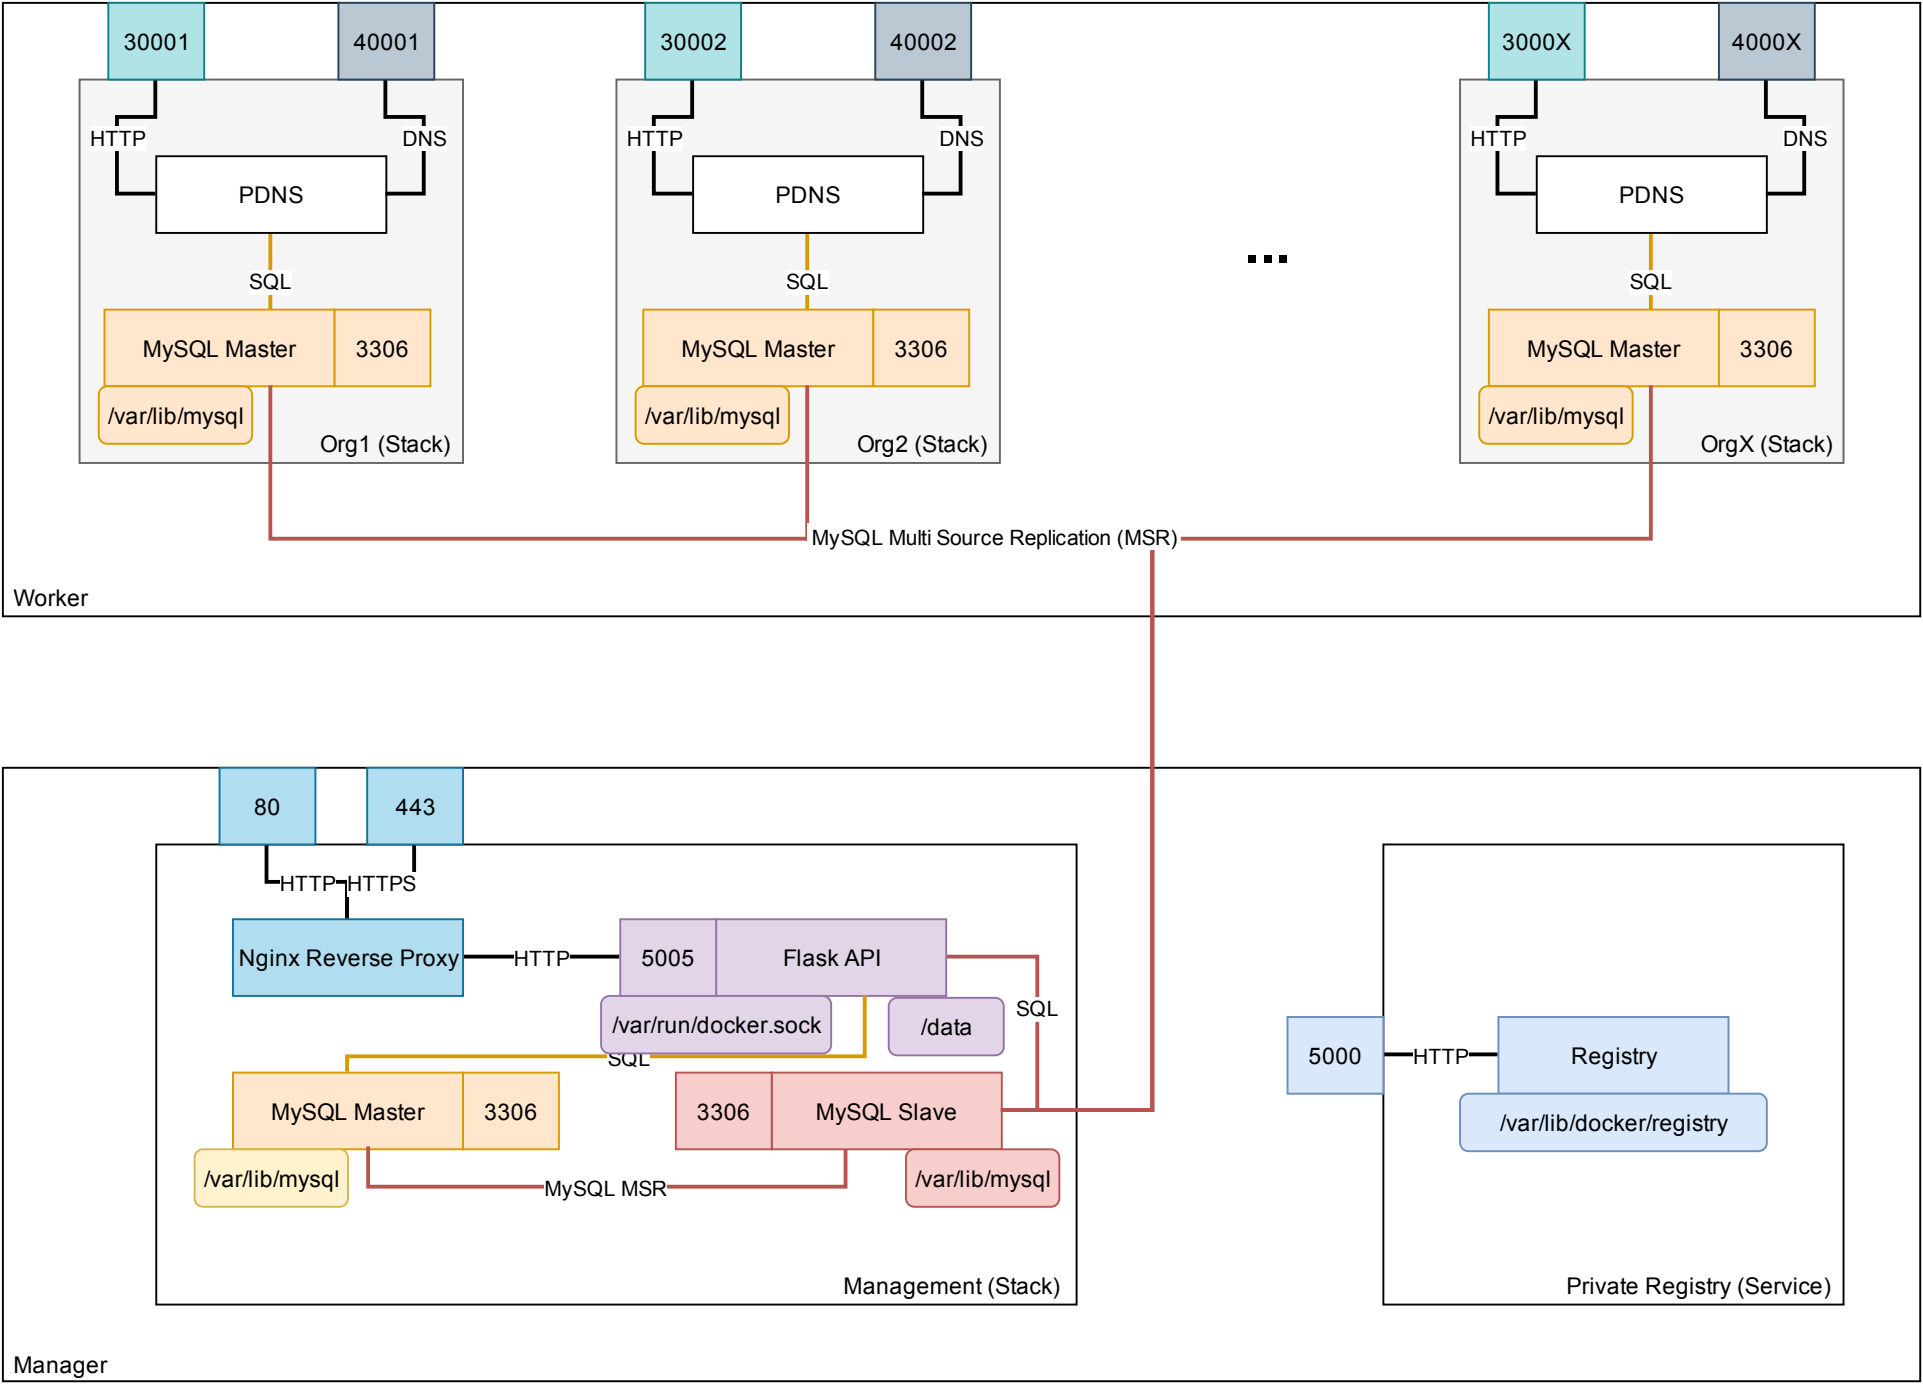 30001
40001
30002
40002
3000X
4000X
HTTP
DNS
HTTP
DNS
HTTP
DNS
PDNS
PDNS
PDNS
...
SQL
SQL
SQL
MySQL Master
3306
MySQL Master
3306
MySQL Master
3306
/var/lib/mysql
/var/lib/mysql
/var/lib/mysql
Org1 (Stack)
Org2 (Stack)
OrgX (Stack)
MySQL Multi Source Replication (MSR)
Worker
80
443
HTTP
HTTPS
Nginx Reverse Proxy
HTTP
5005
Flask API
/var/run/docker.sock
/data
SQL
SQL
MySQL Master
3306
3306
MySQL Slave
/var/lib/mysql
MySQL MSR
/var/lib/mysql
Management (Stack)
5000
HTTP
Registry
/var/lib/docker/registry
Private Registry (Service)
Manager